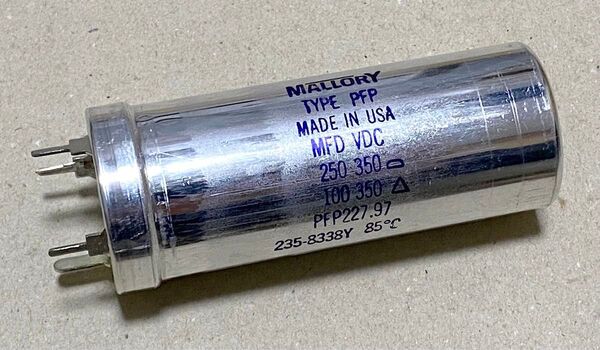 MALLORY
TYPE PFP
MADE IN USA
MFD VDC
250 350 ⌓
100 350 △
PFP227.97
235-8338Y 85°C